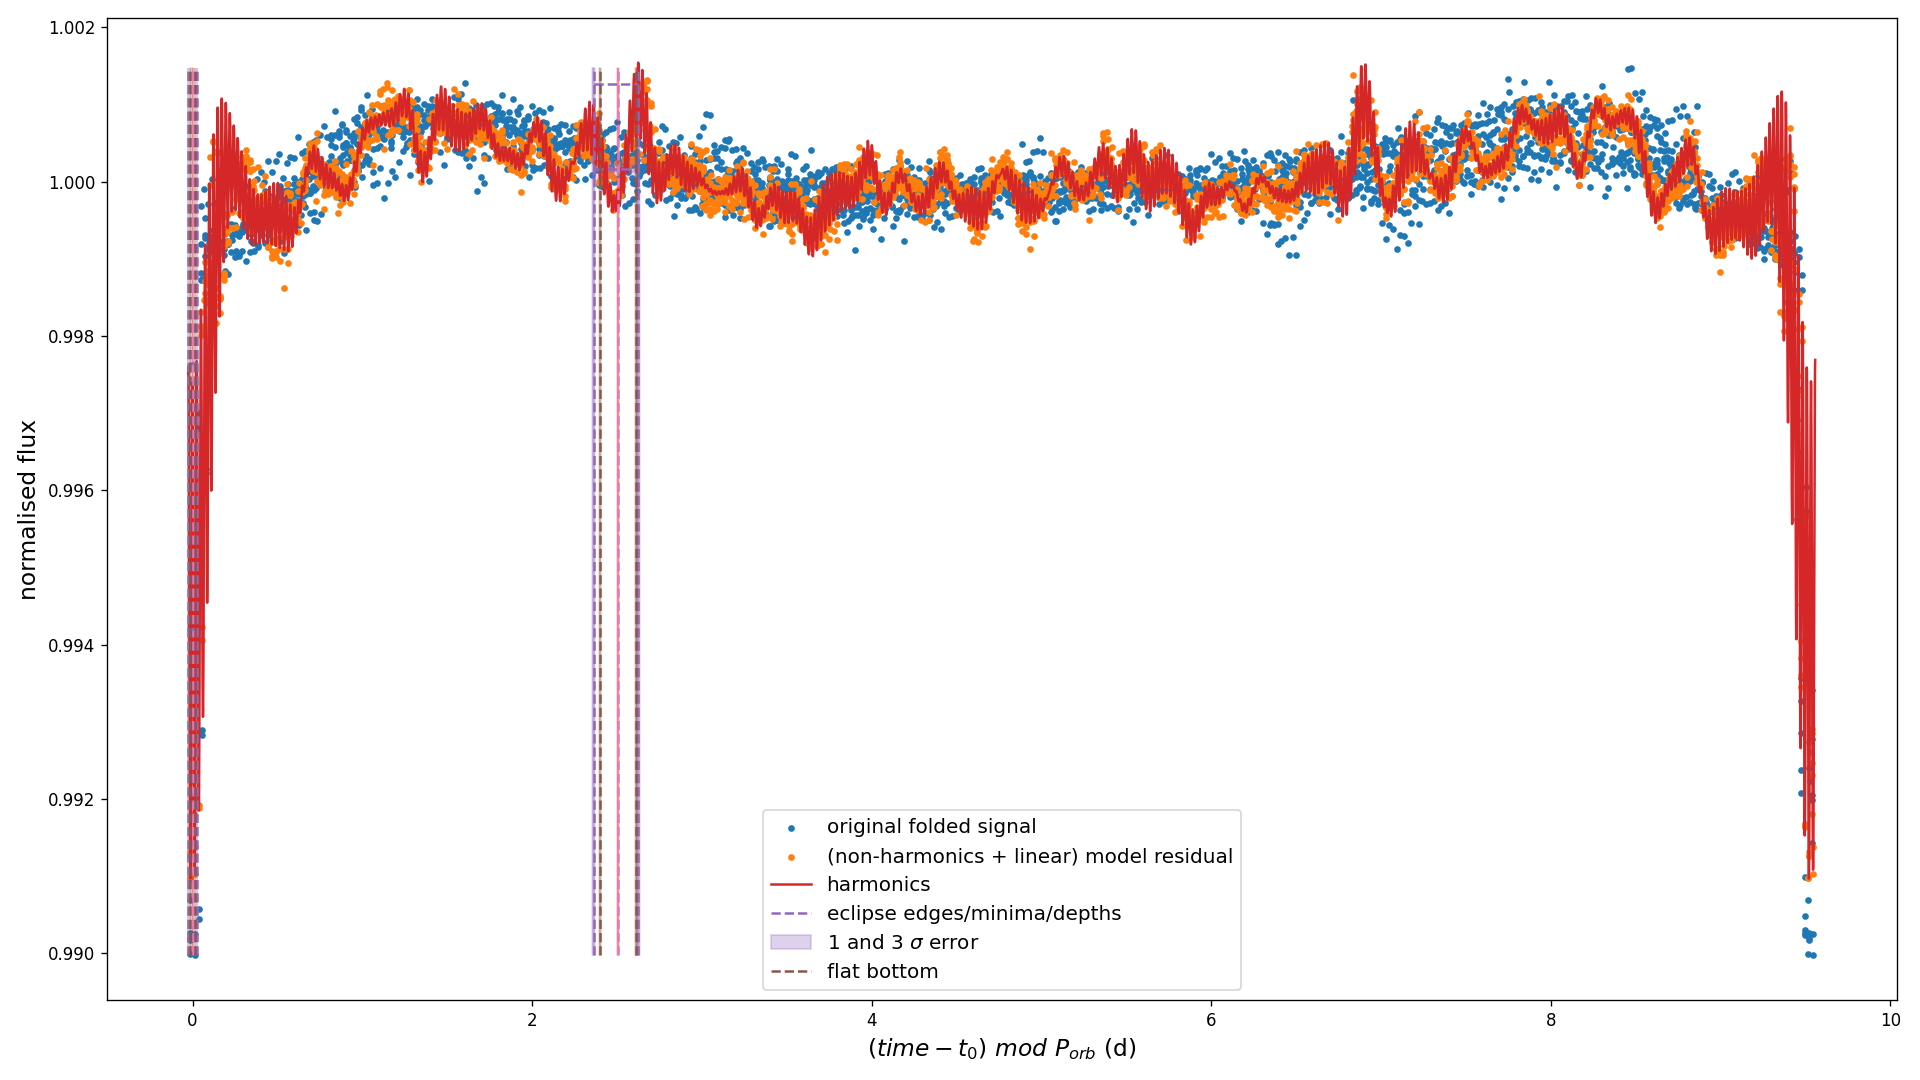 1.002
1.000
0.998
0.996
0.994
0.992
0.990
normalised flux
original folded signal
(non-harmonics + linear) model residual
harmonics
eclipse edges/minima/depths
1 and 3 σ error
flat bottom
0 2 4 6 8 10
(time − t₀) mod Pₒᵣb (d)